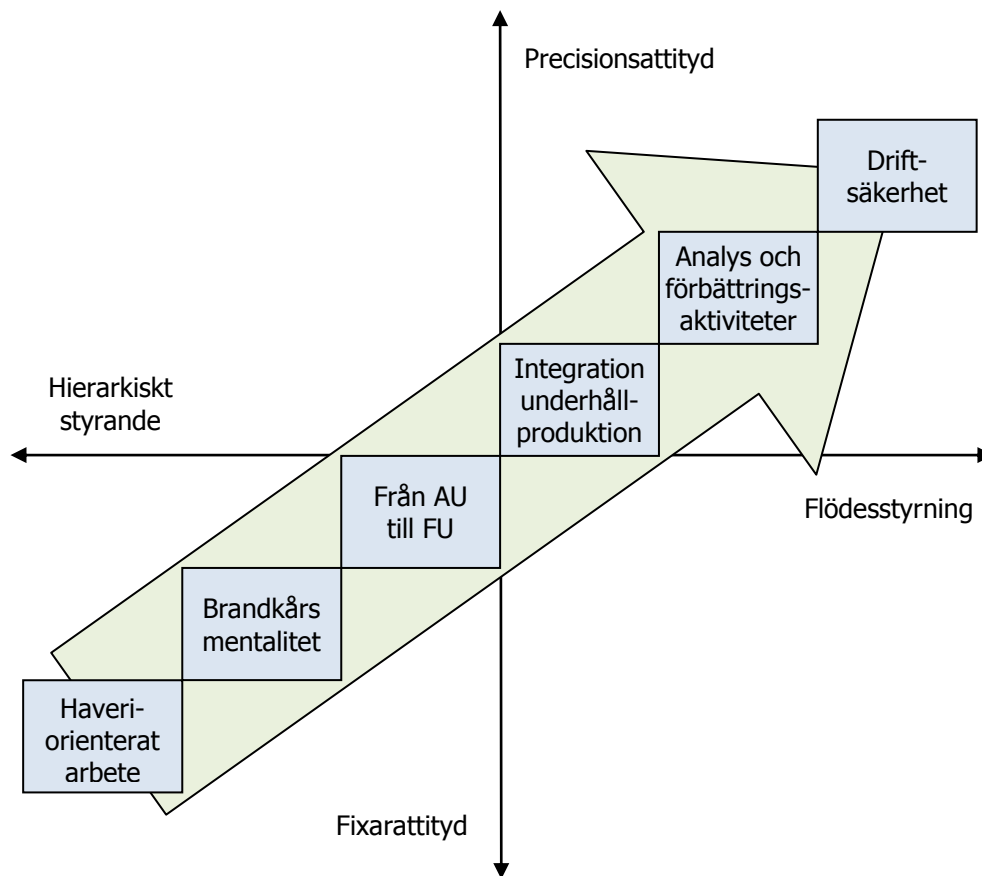 Precisionsattityd
Drift-
säkerhet
Analys och
förbättrings-
aktiviteter
Integration
underhåll-
produktion
Hierarkiskt
styrande
Från AU
till FU
Flödesstyrning
Brandkårs
mentalitet
Haveri-
orienterat
arbete
Fixarattityd